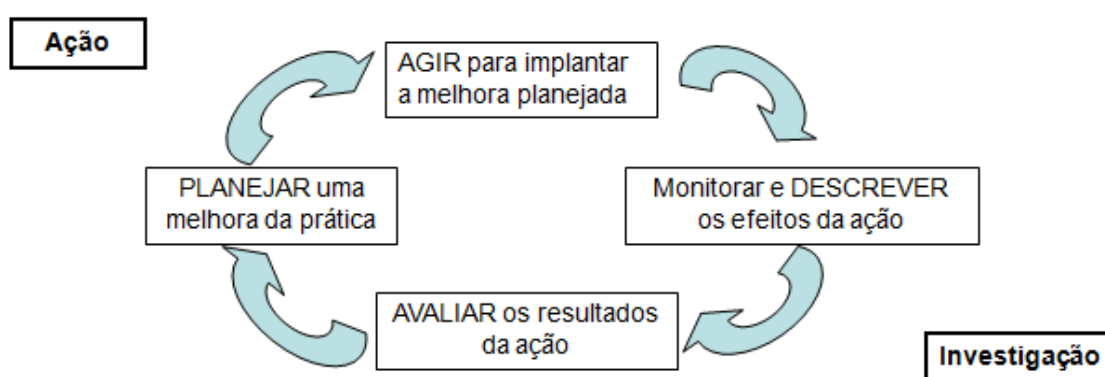 Ação
AGIR para implantar
a melhora planejada
PLANEJAR uma
melhora da prática
Monitorar e DESCREVER
os efeitos da ação
AVALIAR os resultados
da ação
Investigação